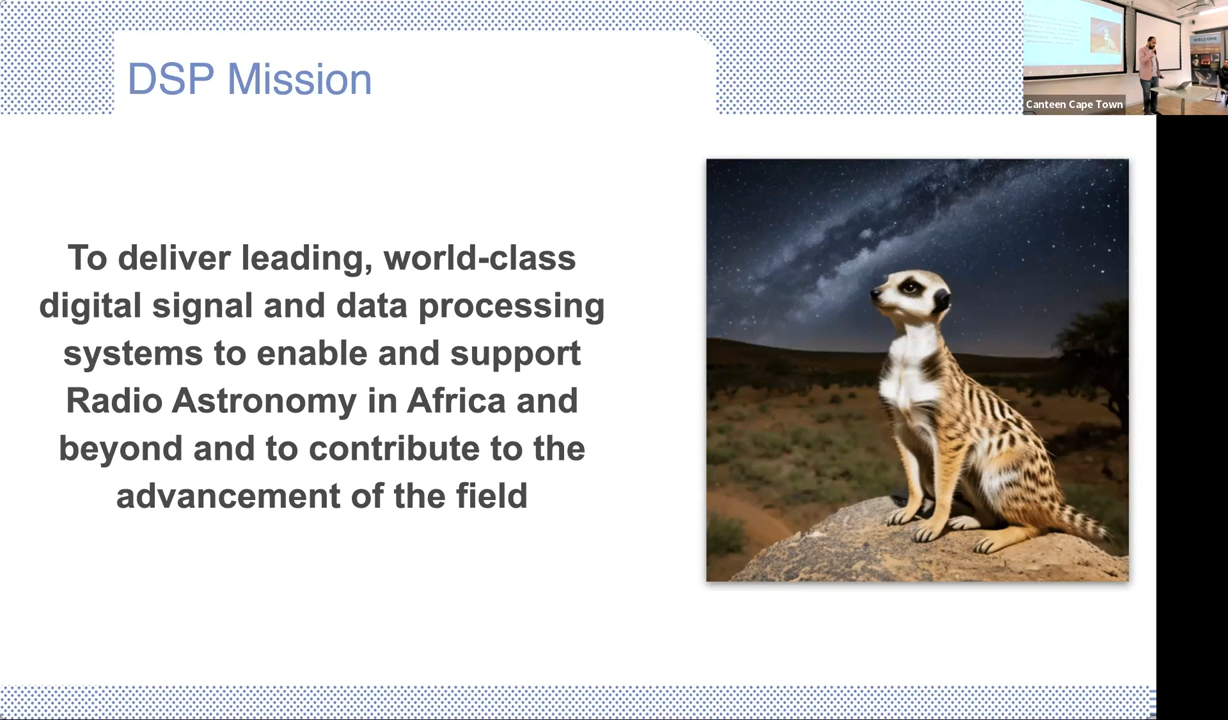 DSP Mission
Canteen Cape Town
WELCOME
To deliver leading, world-class
digital signal and data processing
systems to enable and support
Radio Astronomy in Africa and
beyond and to contribute to the
advancement of the field